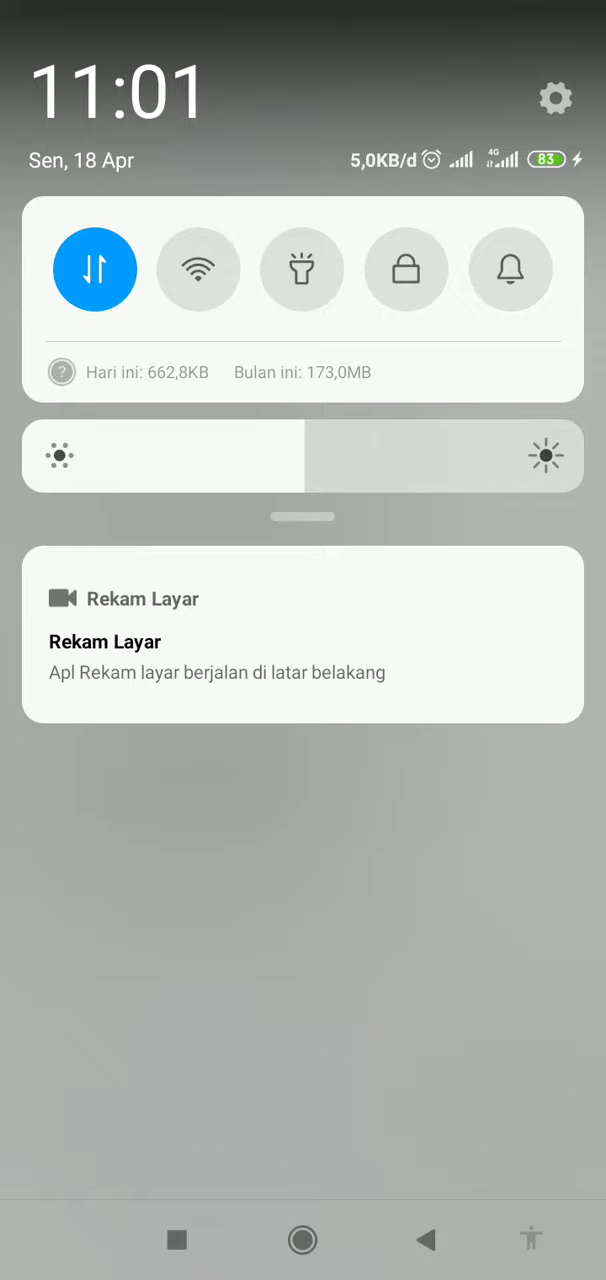 11:01
Sen, 18 Apr
5,0KB/d 4G 83
Hari ini: 662,8KB Bulan ini: 173,0MB
Rekam Layar
Rekam Layar
Apl Rekam layar berjalan di latar belakang